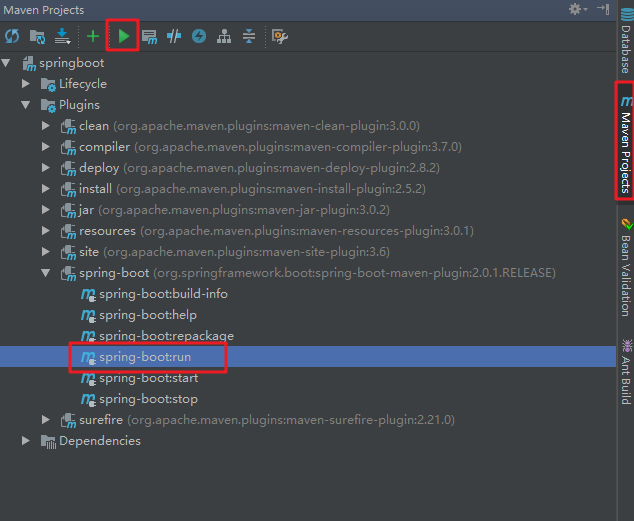 Maven Projects
springboot
Lifecycle
Plugins
clean (org.apache.maven.plugins:maven-clean-plugin:3.0.0)
compiler (org.apache.maven.plugins:maven-compiler-plugin:3.7.0)
deploy (org.apache.maven.plugins:maven-deploy-plugin:2.8.2)
install (org.apache.maven.plugins:maven-install-plugin:2.5.2)
jar (org.apache.maven.plugins:maven-jar-plugin:3.0.2)
resources (org.apache.maven.plugins:maven-resources-plugin:3.0.1)
site (org.apache.maven.plugins:maven-site-plugin:3.6)
spring-boot (org.springframework.boot:spring-boot-maven-plugin:2.0.1.RELEASE)
spring-boot:build-info
spring-boot:help
spring-boot:repackage
spring-boot:run
spring-boot:start
spring-boot:stop
surefire (org.apache.maven.plugins:maven-surefire-plugin:2.21.0)
Dependencies
Database
Maven Projects
Bean Validation
Ant Build